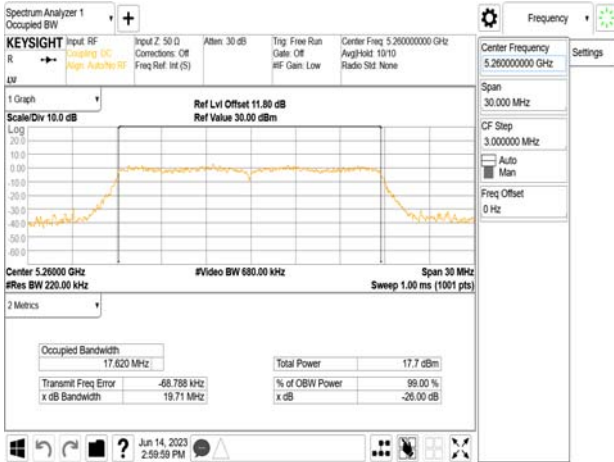 Spectrum Analyzer 1
Occupied BW
Frequency
KEYSIGHT
R
Input: RF
Coupling: DC
Align: Auto/No RF
Input Z: 50 Ω
Corrections: Off
Freq Ref: Int (S)
Atten: 30 dB
Trig: Free Run
Gate: Off
#IF Gain: Low
Center Freq: 5.260000000 GHz
Avg|Hold: 10/10
Radio Std: None
Center Frequency
5.260000000 GHz
Settings
Span
30.000 MHz
CF Step
3.000000 MHz
Auto
Man
Freq Offset
0 Hz
1 Graph
Scale/Div 10.0 dB
Ref Lvl Offset 11.80 dB
Ref Value 30.00 dBm
Log
20.0
10.0
0.00
-10.0
-20.0
-30.0
-40.0
-50.0
-60.0
Center 5.26000 GHz
#Res BW 220.00 kHz
#Video BW 680.00 kHz
Span 30 MHz
Sweep 1.00 ms (1001 pts)
2 Metrics
Occupied Bandwidth
17.620 MHz
Total Power 17.7 dBm
Transmit Freq Error -68.788 kHz
% of OBW Power 99.00 %
x dB Bandwidth 19.71 MHz
x dB -26.00 dB
?
Jun 14, 2023
2:59:59 PM